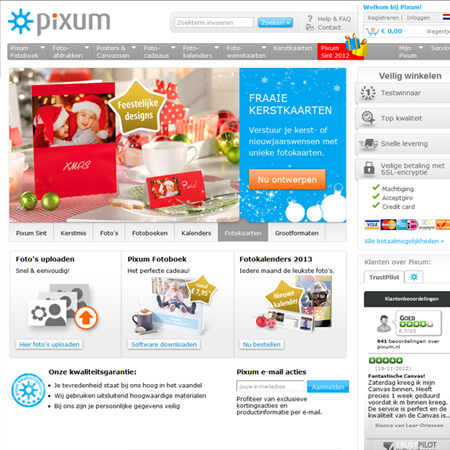 pixum
Zoekterm invoeren
Help & FAQ
Contact
Welkom bij Pixum!
Registreren | Inloggen
€ 0,00 Wagentj
Pixum Fotoboek
Foto- afdrukken
Posters & Canvassen
Foto- cadeaus
Foto- kalenders
Foto- wenskaarten
Kerstkaarten
Pixum Sint 2012
Mijn Pixum
Service
Feestelijke designs
XMAS
FRAAIE
KERSTKAARTEN
Verstuur je kerst- of
nieuwjaarswensen met
unieke fotokaarten.
Nu ontwerpen
Pixum Sint
Kerstmis
Foto's
Fotoboeken
Kalenders
Fotokaarten
Grootformaten
Veilig winkelen
Testwinnaar
Top kwaliteit
Snelle levering
Veilige betaling met
SSL-encryptie
Machtiging
Acceptgiro
Credit card
VISA
Alle betaalmogelijkheden »
Foto's uploaden
Snel & eenvoudig!
Hier foto's uploaden
Pixum Fotoboek
Het perfecte cadeau!
vanaf
€ 7,95*
Software downloaden
Fotokalenders 2013
Iedere maand de leukste foto's.
Nieuwe kalender
Nu bestellen
Klanten over Pixum:
TrustPilot
Klantenbeoordelingen
GOED
8.7/10
641 beoordelingen over
pixum.nl
(19-11-2012)
Fantastische Canvas!
Zaterdag kreeg ik mijn
Canvas binnen. Heeft
precies 1 week geduurd
voordat ik m binnen kreeg.
De service is perfekt en de
kwaliteit van de Canvas is...
Bianca van Laar-Driessen
TRUSTPILOT
Onze kwaliteitsgarantie:
Je tevredenheid staat bij ons hoog in het vaandel
Wij gebruiken uitsluitend hoogwaardige materialen
Bij ons zijn je persoonlijke gegevens veilig
Pixum e-mail acties
Jouw e-mailadres
Aanmelden
Profiteer van exclusieve
kortingsacties en
productinformatie per e-mail.